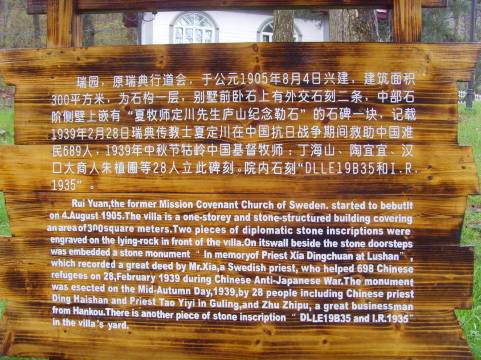 瑞园，原瑞典行道会，于公元1905年8月4日兴建，建筑面积
300平方米，为石构一层，别墅前卧石上有外交石刻二条，中部石
阶侧壁上嵌有“夏牧师定川先生庐山纪念勒石”的石碑一块，记载
1939年2月28日瑞典传教士夏定川在中国抗日战争期间救助中国难
民689人，1939年中秋节牯岭中国基督牧师：丁海山、陶宜宜、汉
口大商人朱植圃等28人立此碑刻。院内石刻“DLLE19B35和I.R.
1935”。
Rui Yuan,the former Mission Covenant Church of Sweden. started to bebutlt
on 4.August 1905.The villa is a one-storey and stone-structured building covering
an area of 300square meters.Two pieces of diplomatic stone inscriptions were
engraved on the lying-rock in front of the villa.On itswall beside the stone doorsteps
was embedded a stone monument “ In memoryof Priest Xia Dingchuan at Lushan”,
which recorded a great deed by Mr.Xia,a Swedish priest, who helped 698 Chinese
refugees on 28,February 1939 during Chinese Anti-Japanese War.The monument
was esected on the Mid-Autumn Day,1939,by 28 people including Chinese priest
Ding Haishan and Priest Tao Yiyi in Guling,and Zhu Zhipu, a great businessman
from Hankou.There is another piece of stone inscription “ DLLE19B35 and I.R.1935”
in the villa's yard.